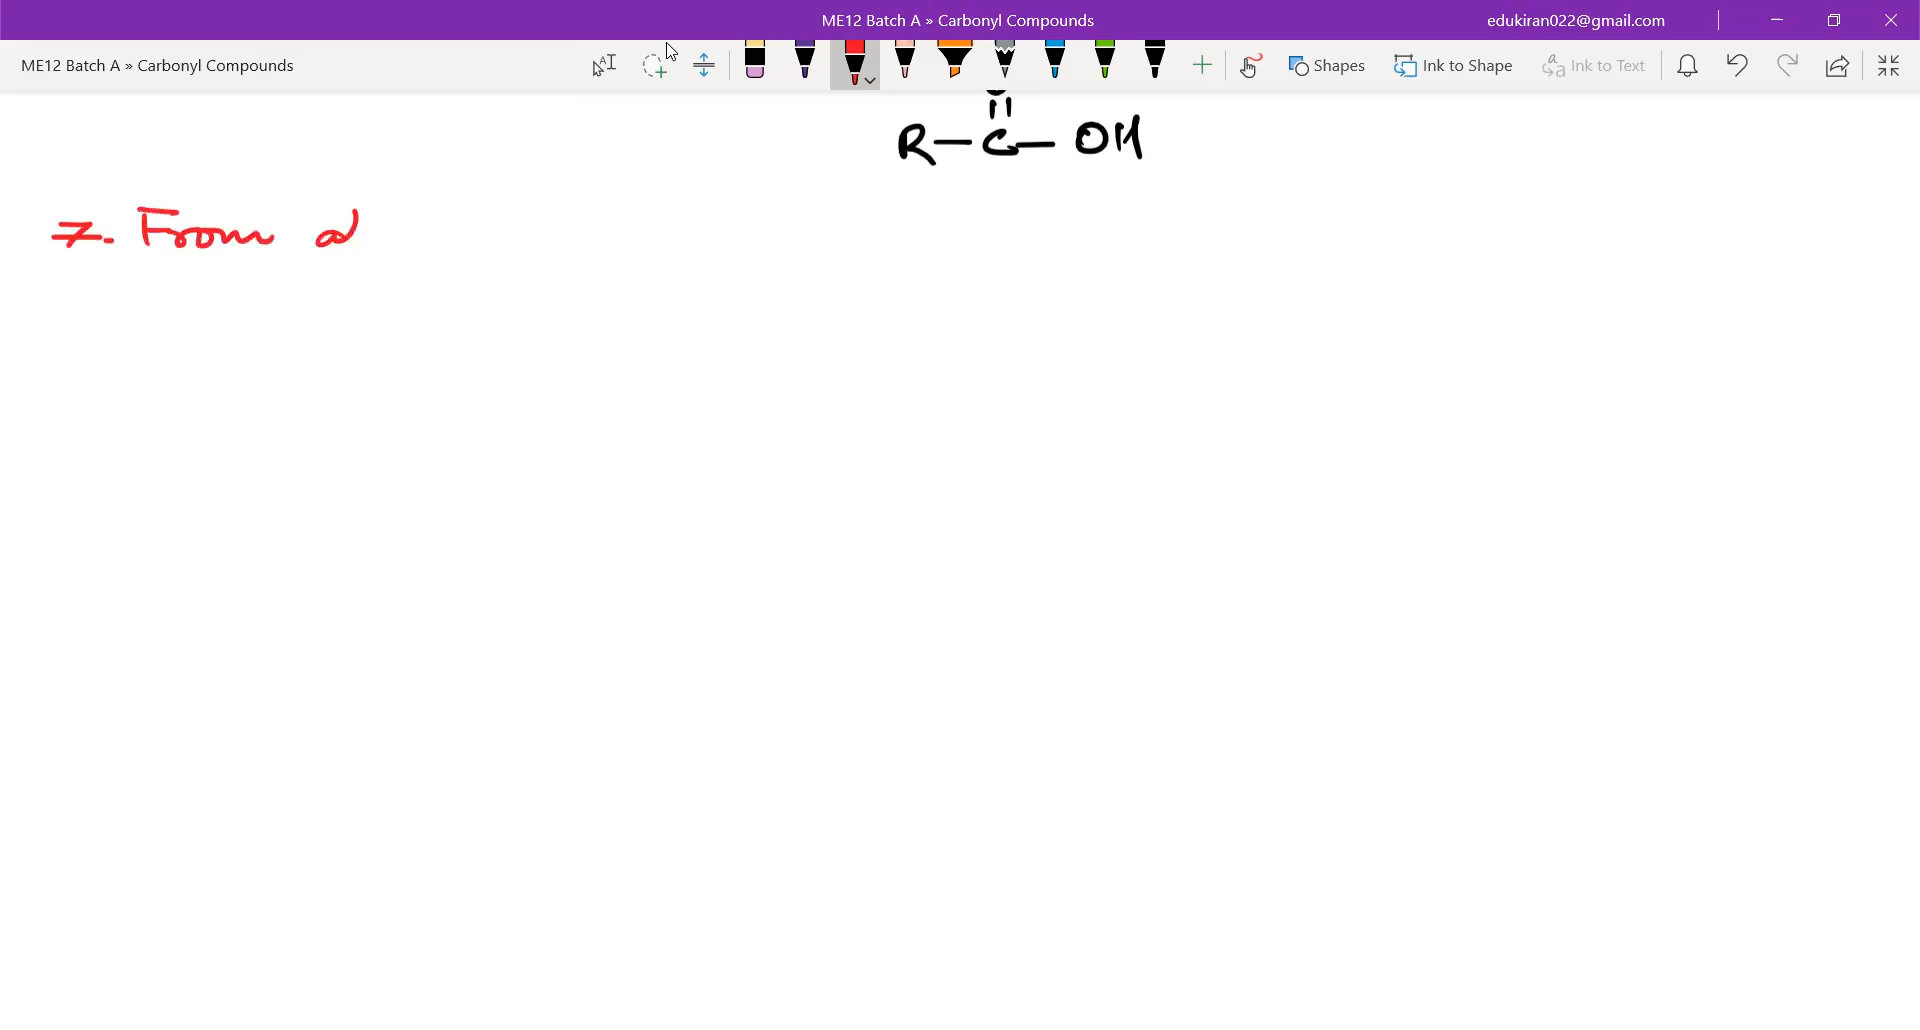 ME12 Batch A » Carbonyl Compounds
edukiran022@gmail.com
ME12 Batch A » Carbonyl Compounds
Shapes
Ink to Shape
Ink to Text
R–C–OH
7. From